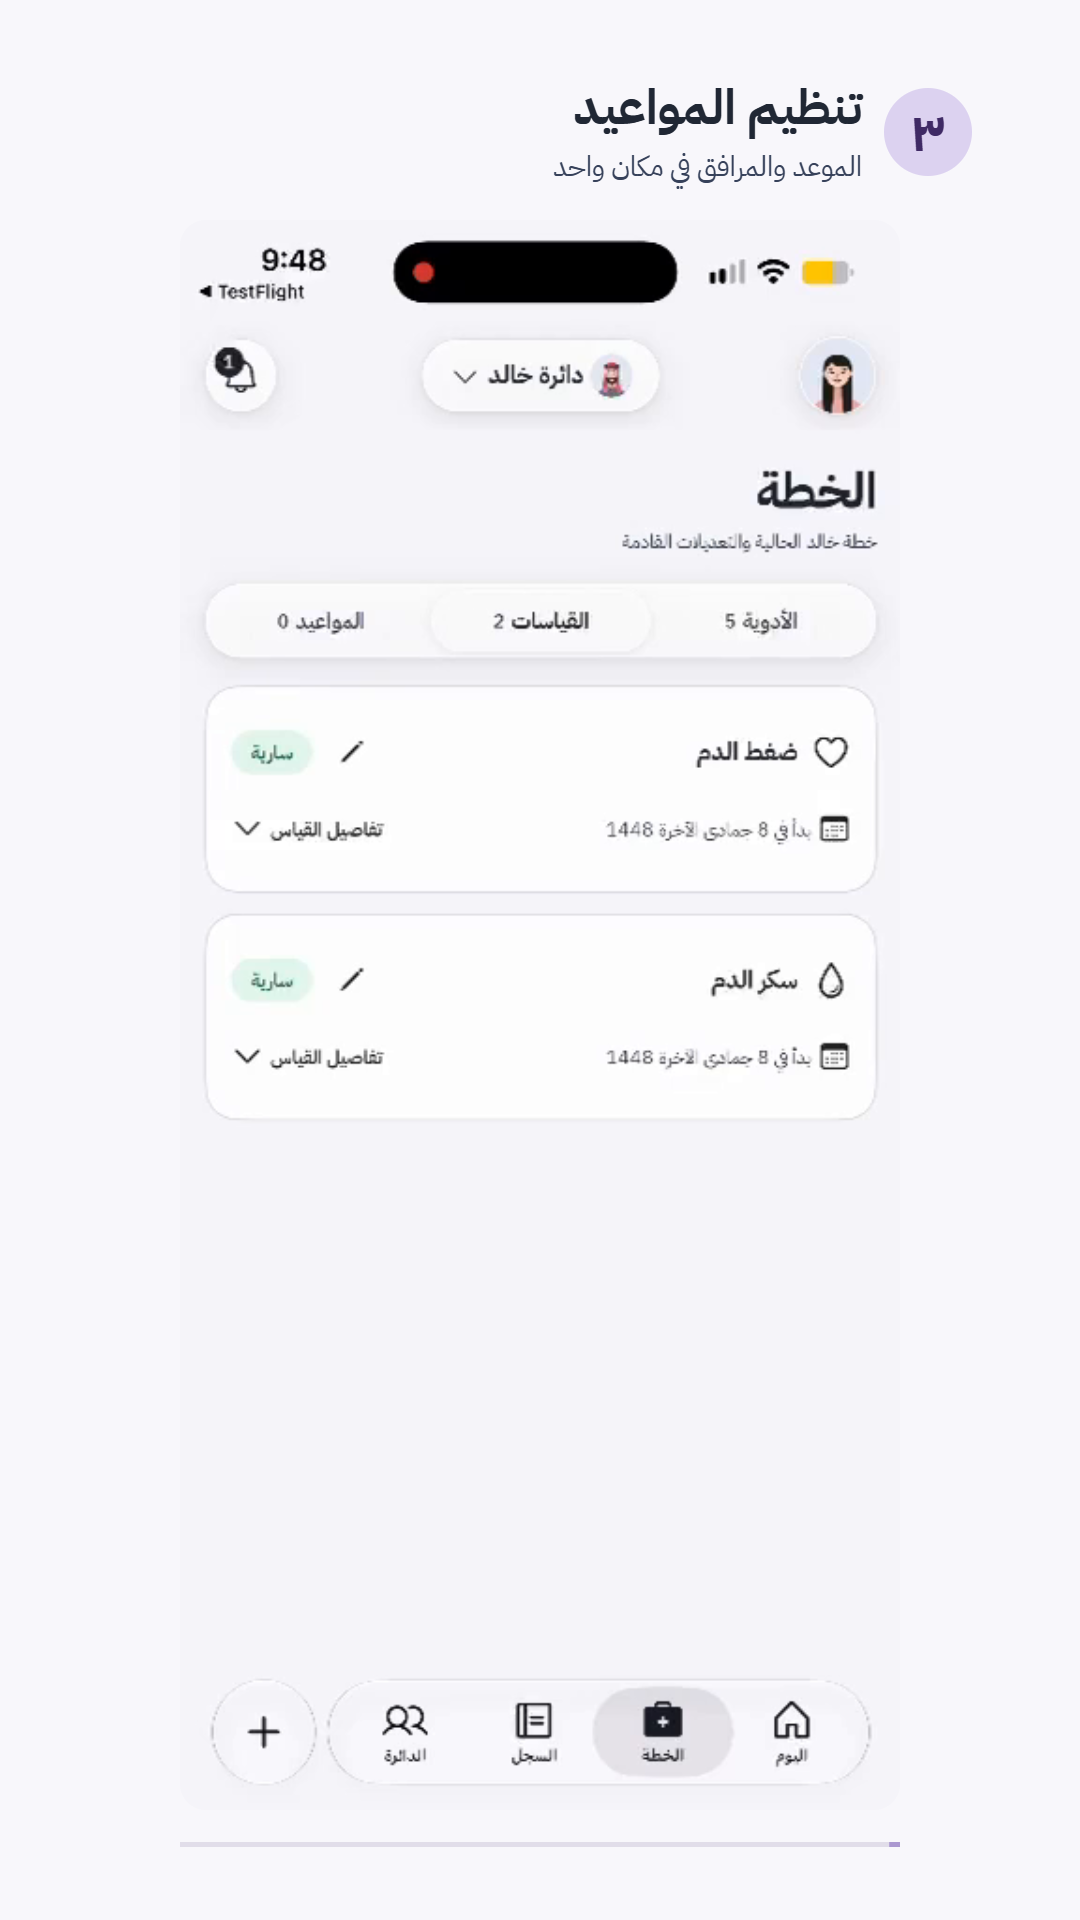 ٣
تنظيم المواعيد
الموعد والمرافق في مكان واحد
9:48
◀ TestFlight
1
دائرة خالد
الخطة
خطة خالد الحالية والتعديلات القادمة
الأدوية 5
القياسات 2
المواعيد 0
ضغط الدم
سارية
بدأ في 8 جمادى الآخرة 1448
تفاصيل القياس
سكر الدم
سارية
بدأ في 8 جمادى الآخرة 1448
تفاصيل القياس
اليوم
الخطة
السجل
الدائرة